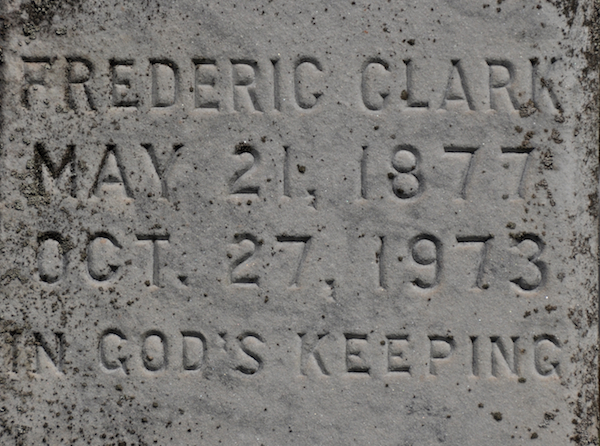 FREDERIC CLARK
MAY 21, 1877
OCT. 27, 1973
IN GOD'S KEEPING